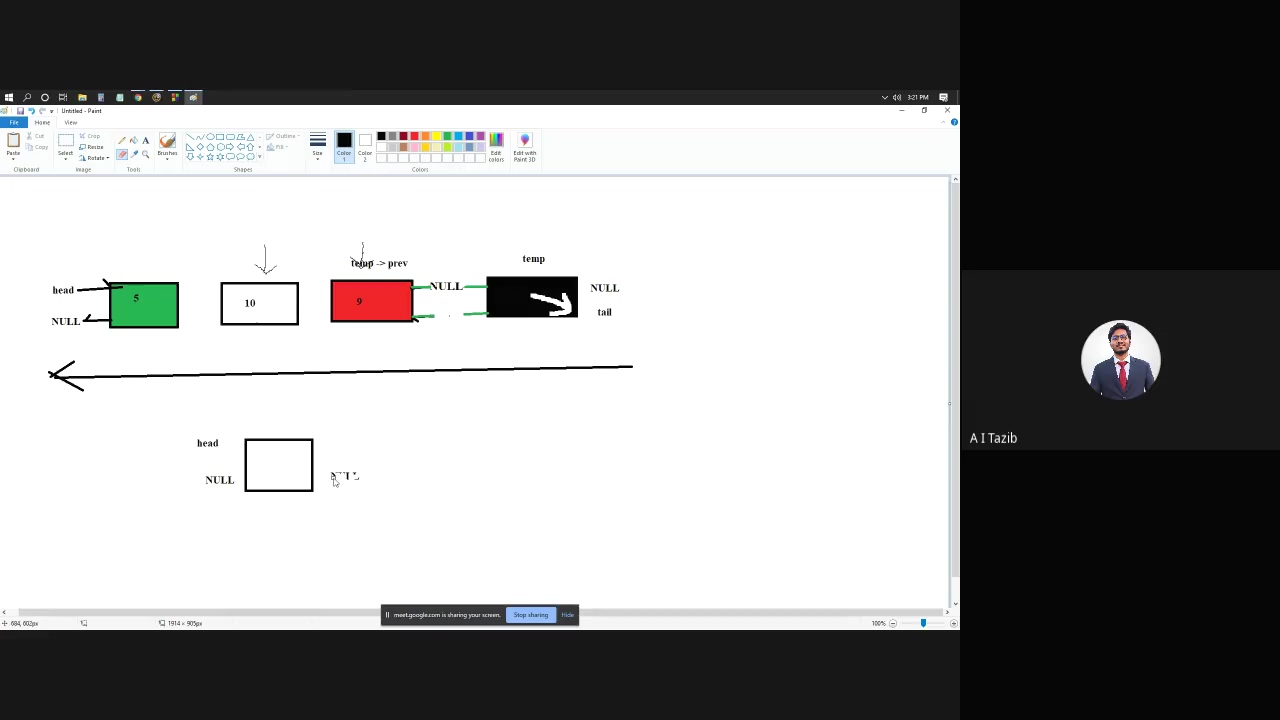 3:21 PM
Untitled - Paint
File
Home
View
Paste
Cut
Copy
Clipboard
Select
Crop
Resize
Rotate
Image
A
Tools
Brushes
Outline
Fill
Shapes
Size
Color 1
Color 2
Edit colors
Edit with Paint 3D
Colors
temp -> prev
temp
head
5
10
9
NULL
NULL
NULL
tail
head
NULL
A I Tazib
meet.google.com is sharing your screen.
Stop sharing
Hide
684, 602px
1914 × 905px
100%